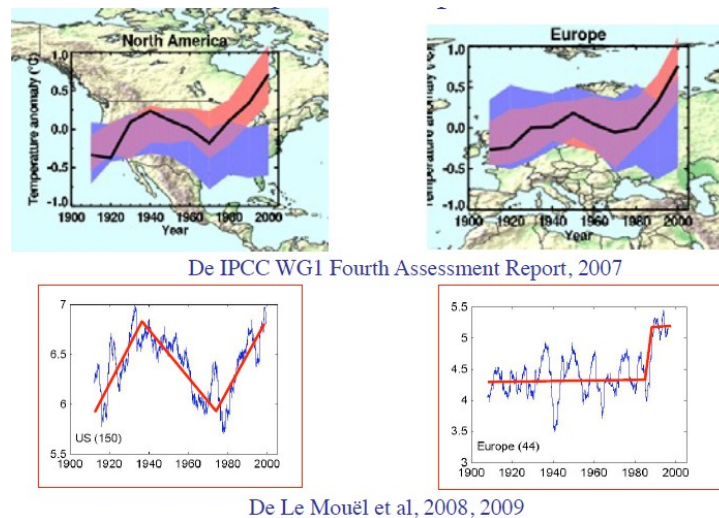 North America
Temperature anomaly (°C)
1.0
0.5
0.0
-0.5
-1.0
1900 1920 1940 1960 1980 2000
Year
Europe
Temperature anomaly
1.0
0.5
0.0
-0.5
-1.0
1900 1920 1940 1960 1980 2000
Year
De IPCC WG1 Fourth Assessment Report, 2007
7
6.5
6
5.5
US (150)
1900 1920 1940 1960 1980 2000
5.5
5
4.5
4
3.5
3
Europe (44)
1900 1920 1940 1960 1980 2000
De Le Mouël et al, 2008, 2009